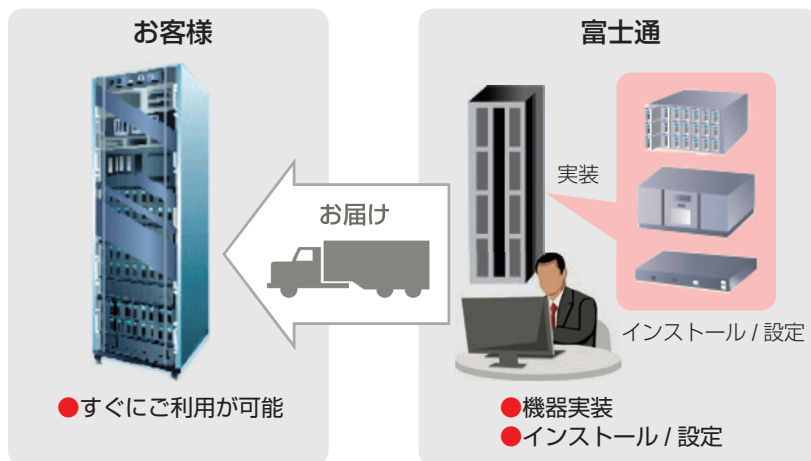 お客様
富士通
実装
お届け
インストール / 設定
●すぐにご利用が可能
●機器実装
●インストール / 設定